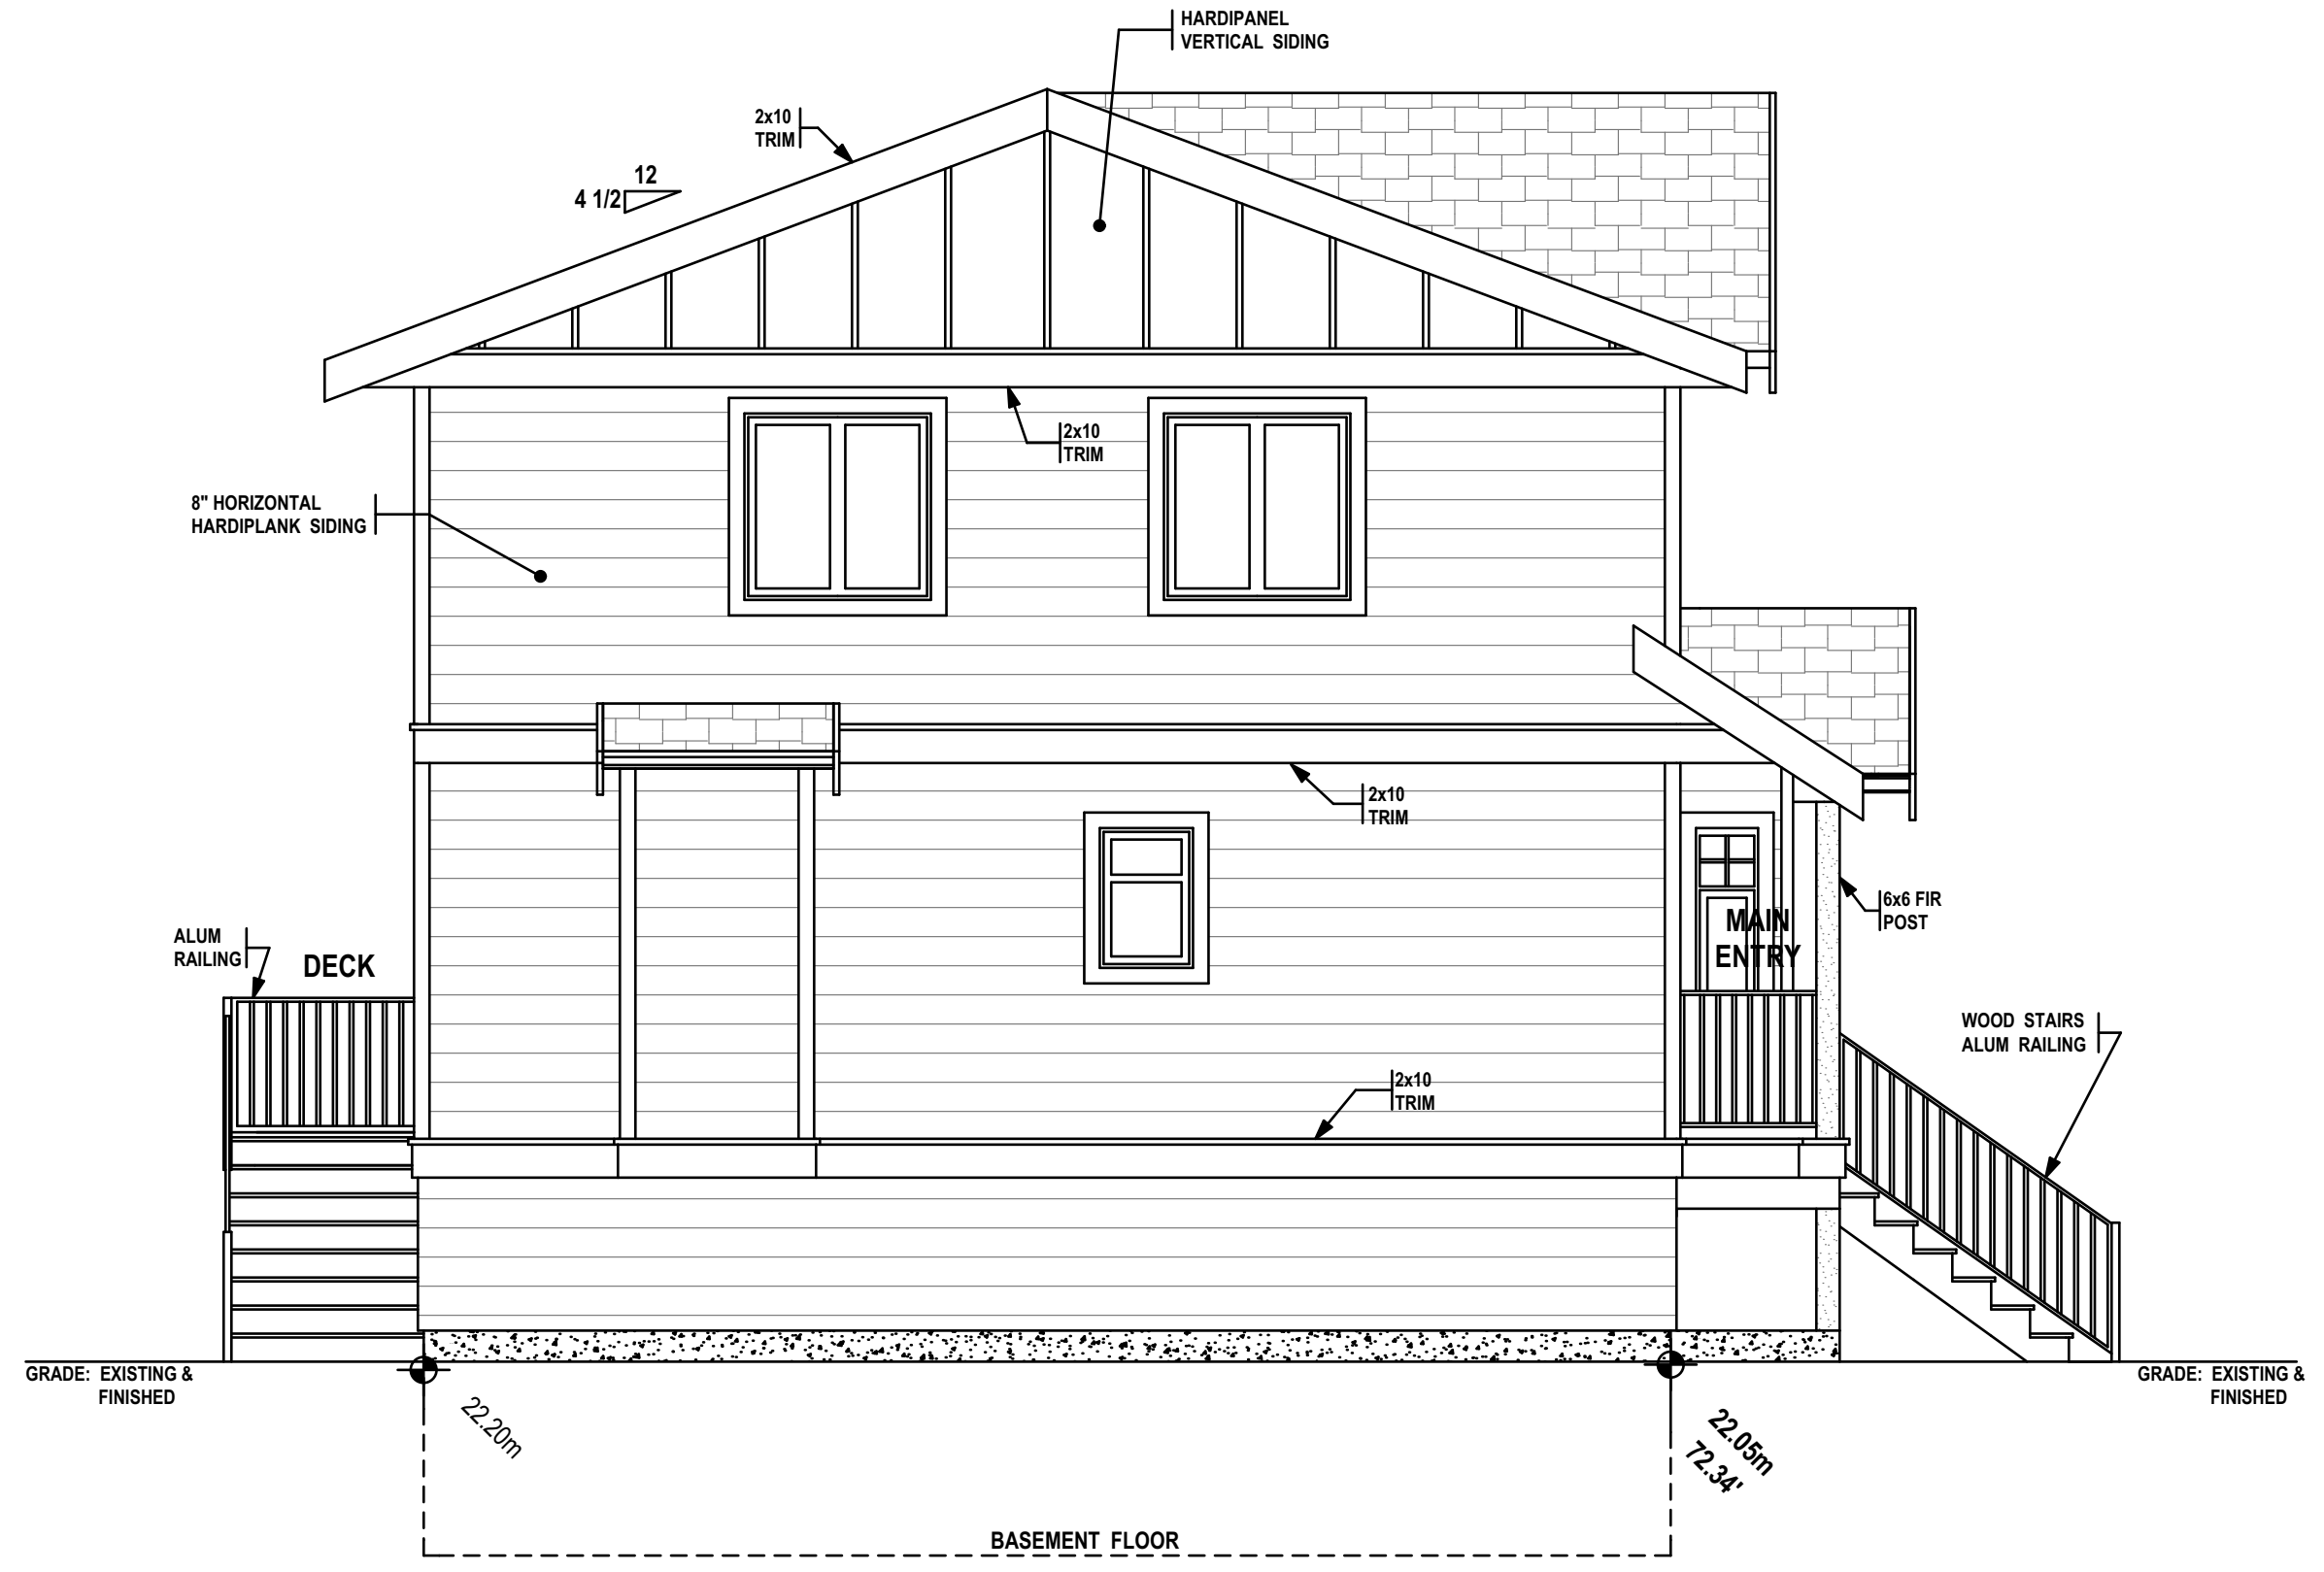 HARDIPANEL
VERTICAL SIDING
2x10
TRIM
12
4 1/2
2x10
TRIM
8" HORIZONTAL
HARDIPLANK SIDING
2x10
TRIM
6x6 FIR
POST
MAIN
ENTRY
ALUM
RAILING
DECK
WOOD STAIRS
ALUM RAILING
2x10
TRIM
GRADE: EXISTING &
FINISHED
GRADE: EXISTING &
FINISHED
22.20m
22.05m
72.34'
BASEMENT FLOOR